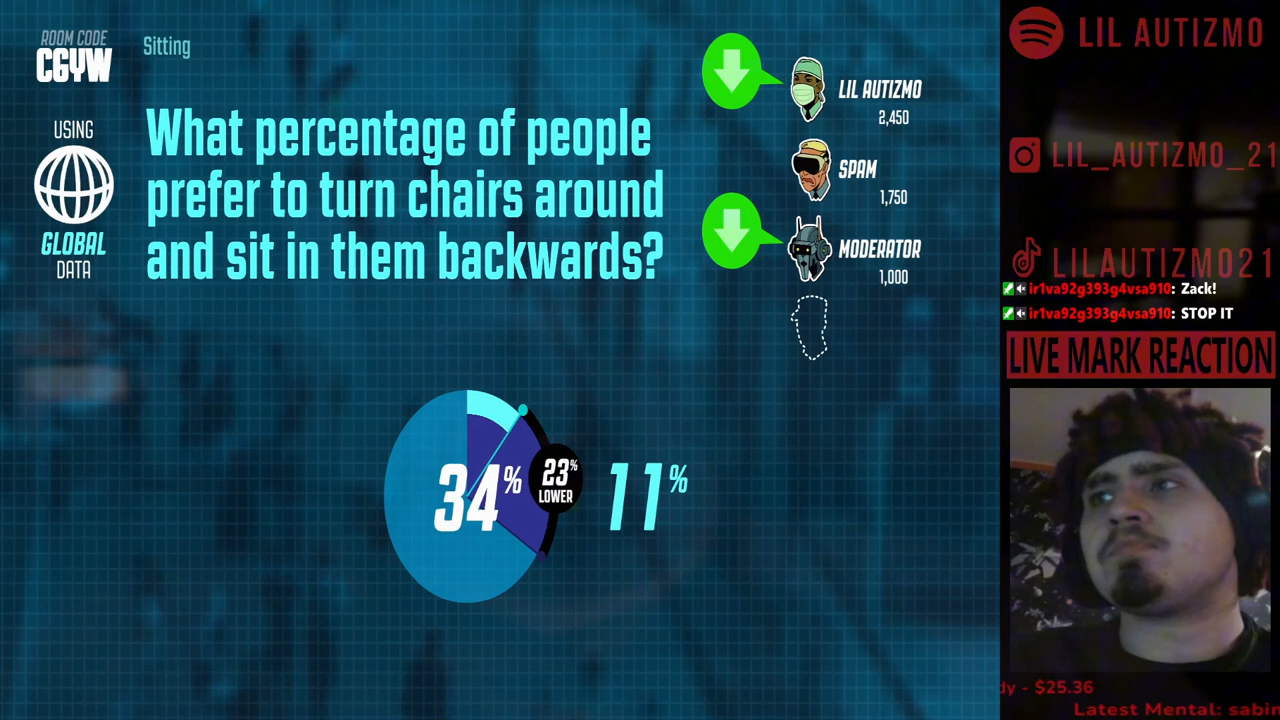 ROOM CODE
CGYW
Sitting
USING
GLOBAL
DATA
What percentage of people
prefer to turn chairs around
and sit in them backwards?
LIL AUTIZMO
2,450
SPAM
1,750
MODERATOR
1,000
34%
23%
LOWER
11%
LIL AUTIZMO
LIL_AUTIZMO_21
LILAUTIZMO21
ir1va92g393g4vsa910: Zack!
ir1va92g393g4vsa910: STOP IT
LIVE MARK REACTION
dy - $25.36
Latest Mental: sabin